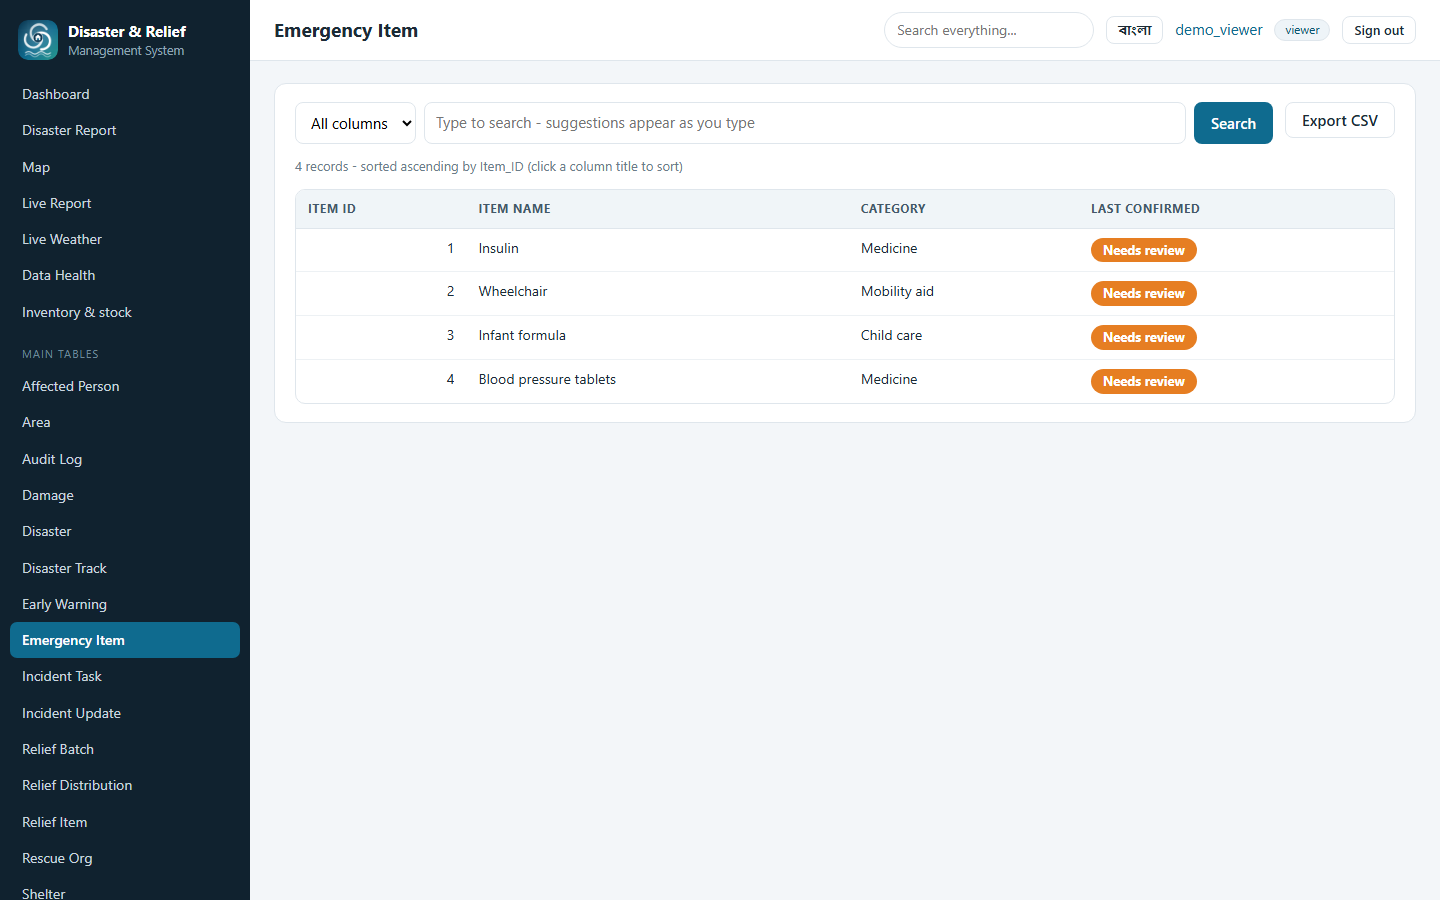 Disaster & Relief
Management System
Dashboard
Disaster Report
Map
Live Report
Live Weather
Data Health
Inventory & stock
MAIN TABLES
Affected Person
Area
Audit Log
Damage
Disaster
Disaster Track
Early Warning
Emergency Item
Incident Task
Incident Update
Relief Batch
Relief Distribution
Relief Item
Rescue Org
Shelter
Emergency Item
Search everything...
বাংলা
demo_viewer
viewer
Sign out
All columns
Type to search - suggestions appear as you type
Search
Export CSV
4 records - sorted ascending by Item_ID (click a column title to sort)
ITEM ID ITEM NAME CATEGORY LAST CONFIRMED
1 Insulin Medicine Needs review
2 Wheelchair Mobility aid Needs review
3 Infant formula Child care Needs review
4 Blood pressure tablets Medicine Needs review